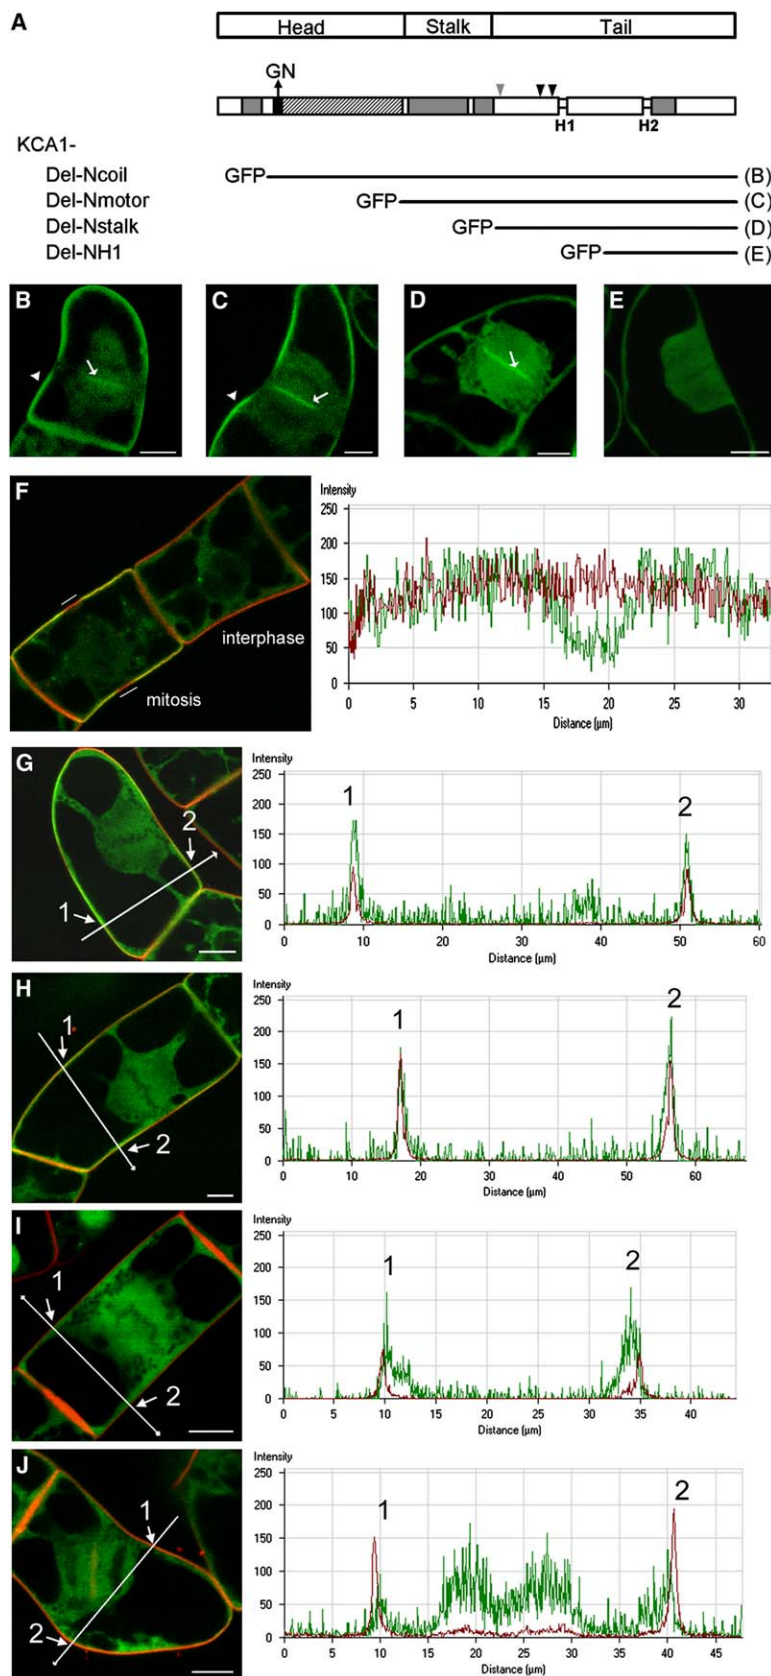 A
Head Stalk Tail
GN
H1 H2
KCA1-
Del-Ncoil GFP (B)
Del-Nmotor GFP (C)
Del-Nstalk GFP (D)
Del-NH1 GFP (E)
B C D E
F
interphase
mitosis
Intensity
250
200
150
100
50
0
0 5 10 15 20 25 30
Distance (µm)
G
1
2
Intensity
250
200
150
100
50
0
1 2
0 10 20 30 40 50 60
Distance (µm)
H
1
2
Intensity
250
200
150
100
50
0
1 2
0 10 20 30 40 50 60
Distance (µm)
I
1
2
Intensity
250
200
150
100
50
0
1 2
0 5 10 15 20 25 30 35 40
Distance (µm)
J
1
2
Intensity
250
200
150
100
50
0
1 2
0 5 10 15 20 25 30 35 40 45
Distance (µm)